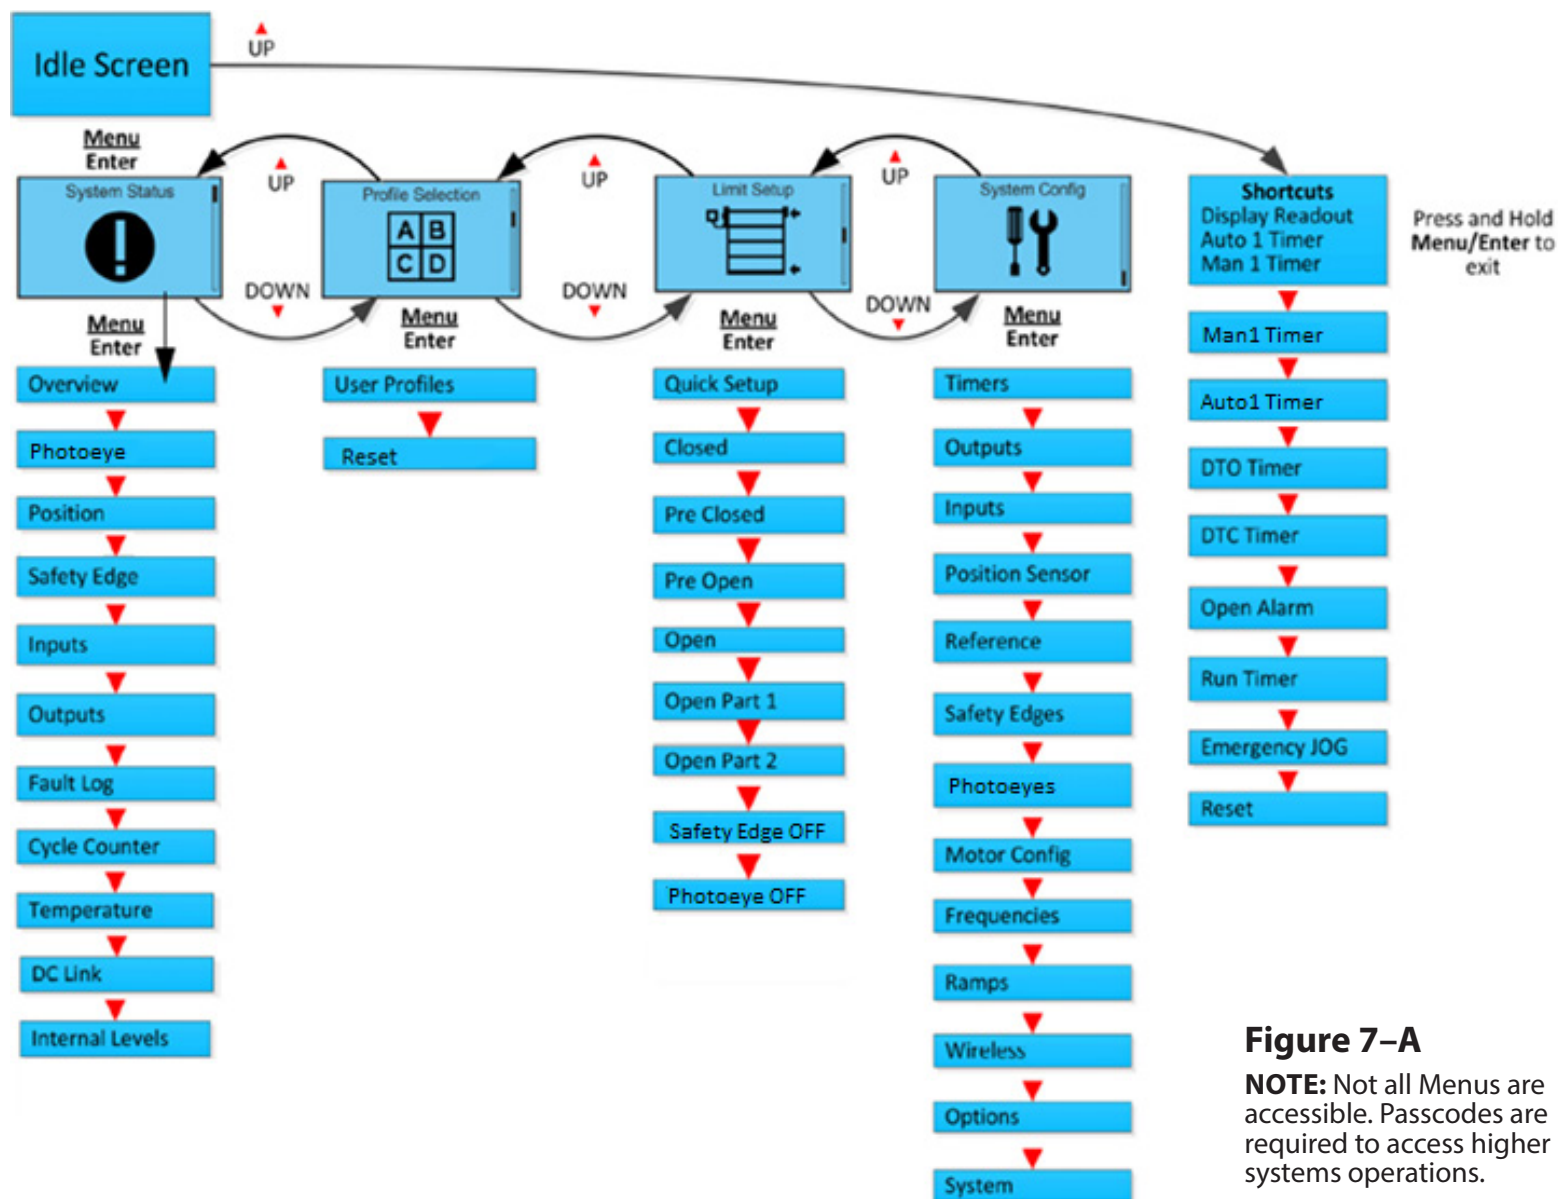 Idle Screen
UP
Menu
Enter
System Status
UP
DOWN
Profile Selection
A B
C D
UP
DOWN
Limit Setup
UP
DOWN
System Config
Shortcuts
Display Readout
Auto 1 Timer
Man 1 Timer
Press and Hold
Menu/Enter to
exit
Menu
Enter
Overview
Photoeye
Position
Safety Edge
Inputs
Outputs
Fault Log
Cycle Counter
Temperature
DC Link
Internal Levels
Menu
Enter
User Profiles
Reset
Menu
Enter
Quick Setup
Closed
Pre Closed
Pre Open
Open
Open Part 1
Open Part 2
Safety Edge OFF
Photoeye OFF
Menu
Enter
Timers
Outputs
Inputs
Position Sensor
Reference
Safety Edges
Photoeyes
Motor Config
Frequencies
Ramps
Wireless
Options
System
Man1 Timer
Auto1 Timer
DTO Timer
DTC Timer
Open Alarm
Run Timer
Emergency JOG
Reset
Figure 7–A
NOTE: Not all Menus are
accessible. Passcodes are
required to access higher
systems operations.